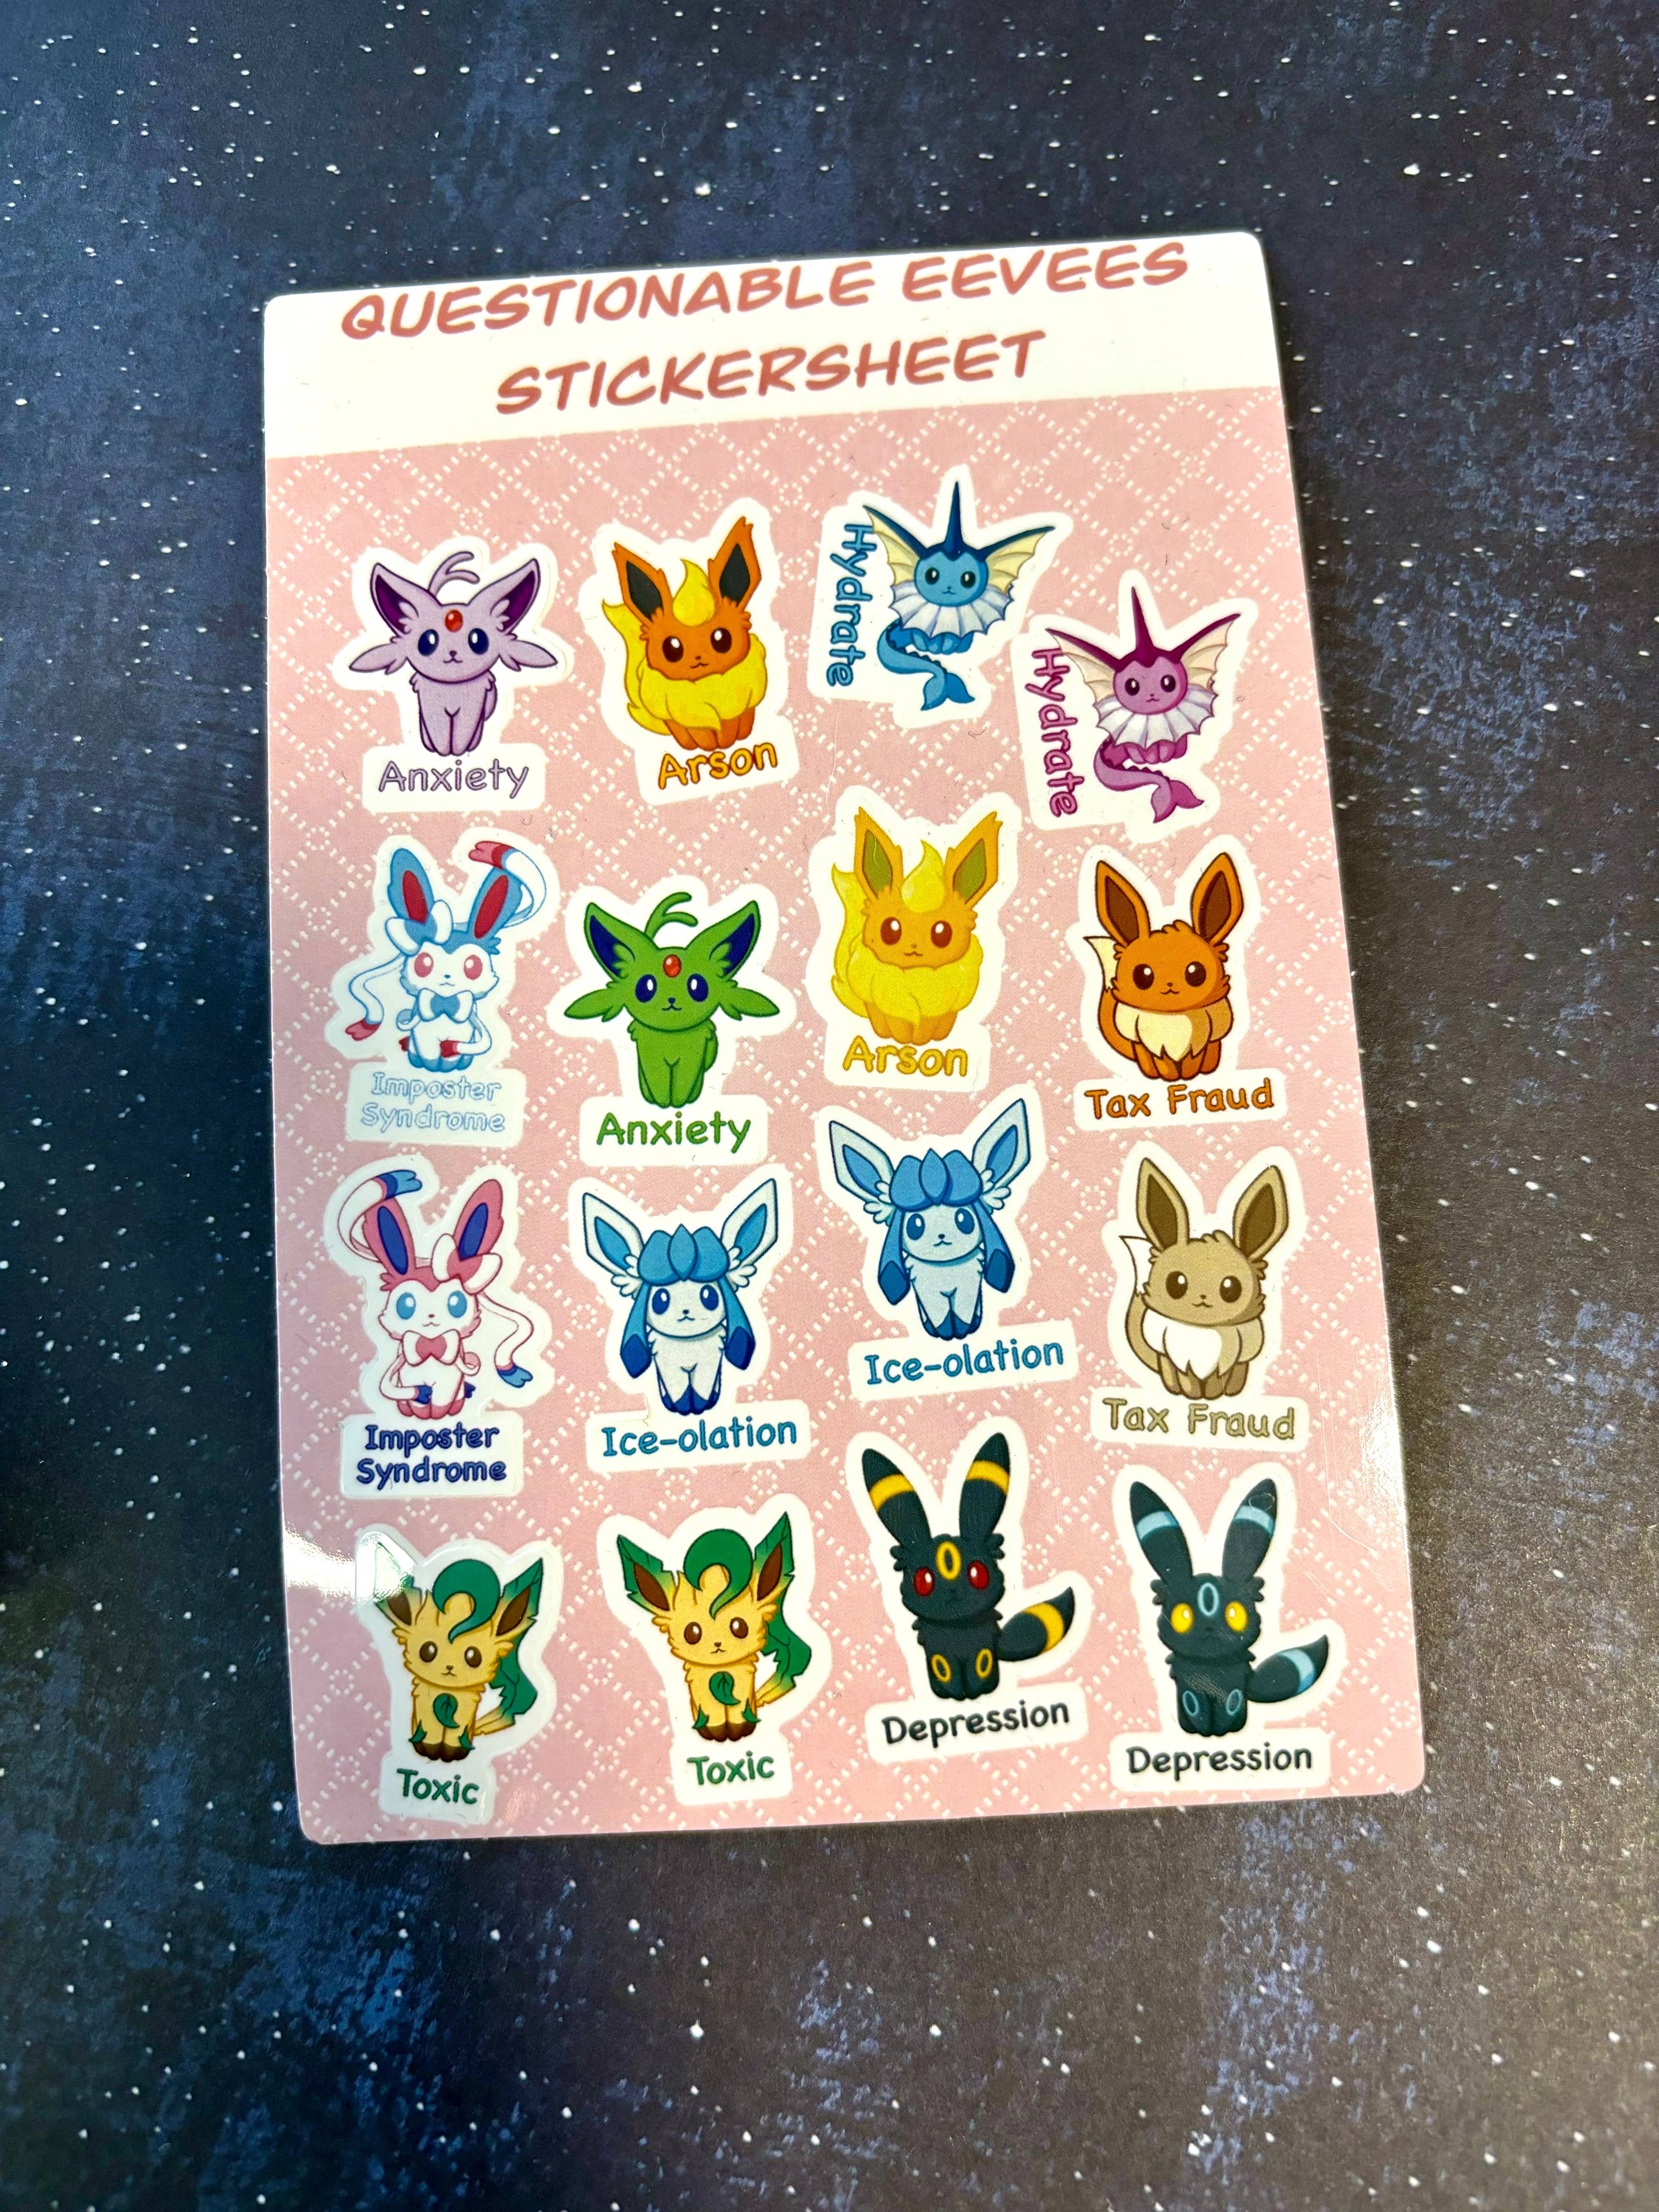 QUESTIONABLE EEVEES
STICKERSHEET
Anxiety
Arson
Hydrate
Hydrate
Imposter
Syndrome
Anxiety
Arson
Tax Fraud
Imposter
Syndrome
Ice-olation
Ice-olation
Tax Fraud
Toxic
Toxic
Depression
Depression